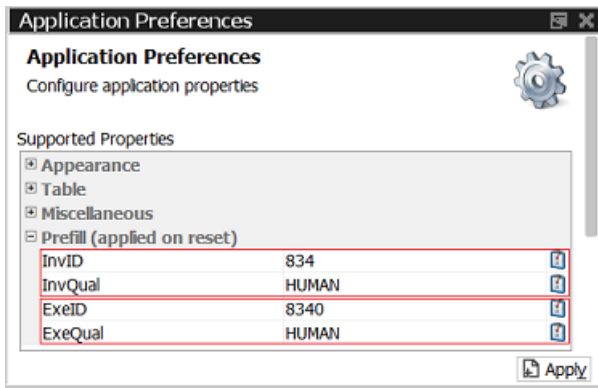 Application Preferences
Application Preferences
Configure application properties
Supported Properties
Appearance
Table
Miscellaneous
Prefill (applied on reset)
InvID 834
InvQual HUMAN
ExeID 8340
ExeQual HUMAN
Apply